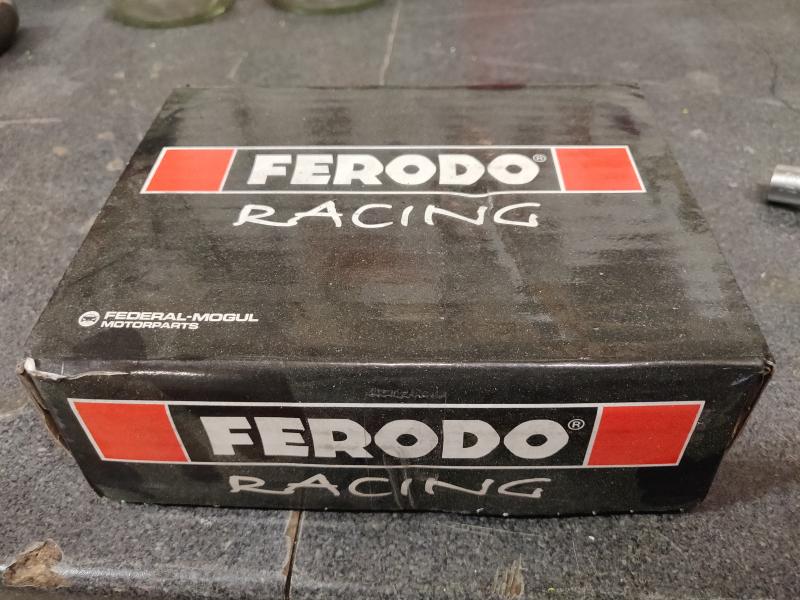 FERODO®
RACING
FEDERAL-MOGUL
MOTORPARTS
FERODO®
RACING